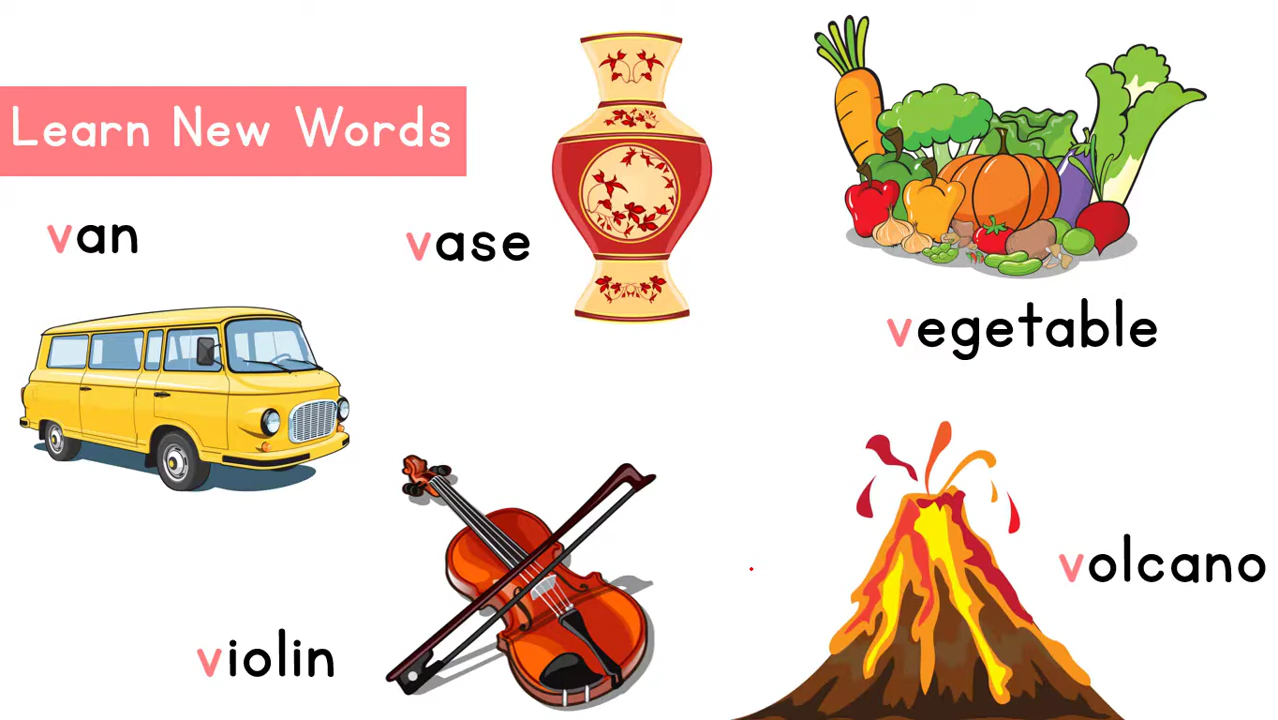 Learn New Words
van
vase
vegetable
violin
volcano